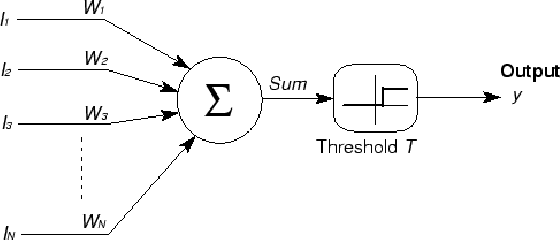 I1 W1
I2 W2
I3 W3
IN WN
Σ
Sum
Threshold T
Output
y